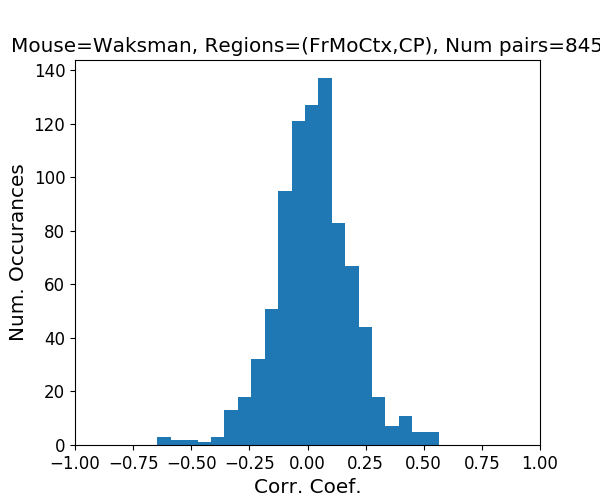 Mouse=Waksman, Regions=(FrMoCtx,CP), Num pairs=845
140
120
100
80
60
40
20
0
Num. Occurances
−1.00 −0.75 −0.50 −0.25 0.00 0.25 0.50 0.75 1.00
Corr. Coef.